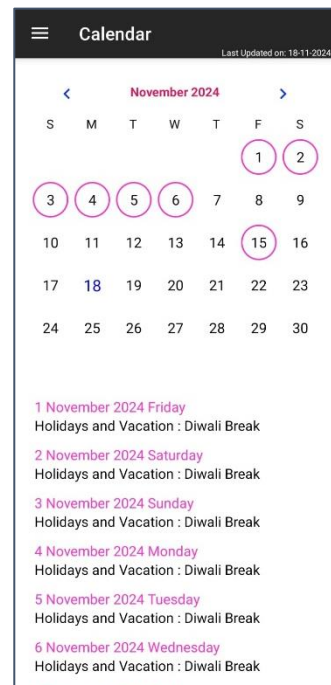 Calendar
Last Updated on: 18-11-2024
November 2024
S M T W T F S
1 2
3 4 5 6 7 8 9
10 11 12 13 14 15 16
17 18 19 20 21 22 23
24 25 26 27 28 29 30
1 November 2024 Friday
Holidays and Vacation : Diwali Break
2 November 2024 Saturday
Holidays and Vacation : Diwali Break
3 November 2024 Sunday
Holidays and Vacation : Diwali Break
4 November 2024 Monday
Holidays and Vacation : Diwali Break
5 November 2024 Tuesday
Holidays and Vacation : Diwali Break
6 November 2024 Wednesday
Holidays and Vacation : Diwali Break